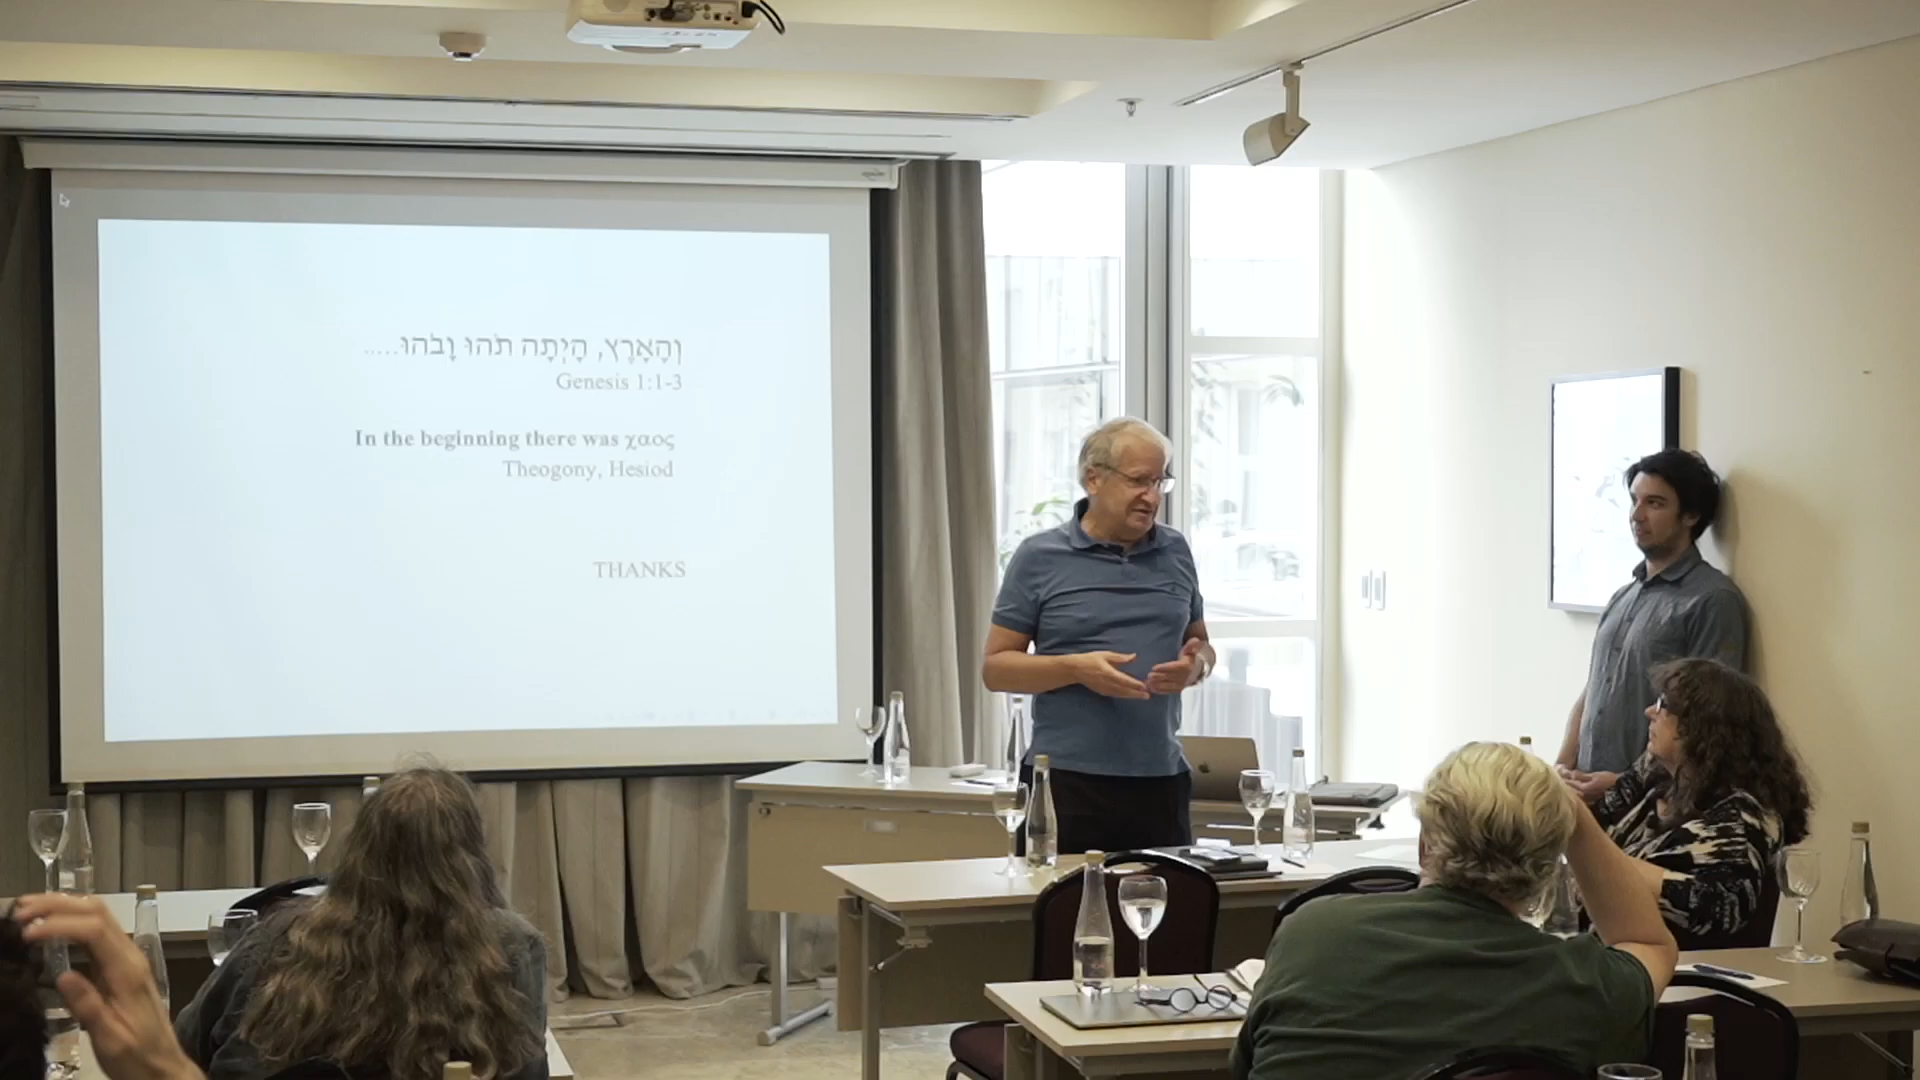 וְהָאָרֶץ, הָיְתָה תֹהוּ וָבֹהוּ.....
Genesis 1:1-3
In the beginning there was χαος
Theogony, Hesiod
THANKS